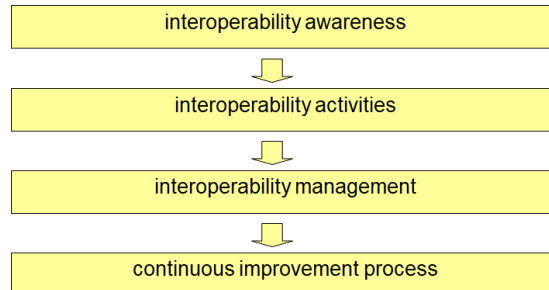 interoperability awareness
interoperability activities
interoperability management
continuous improvement process